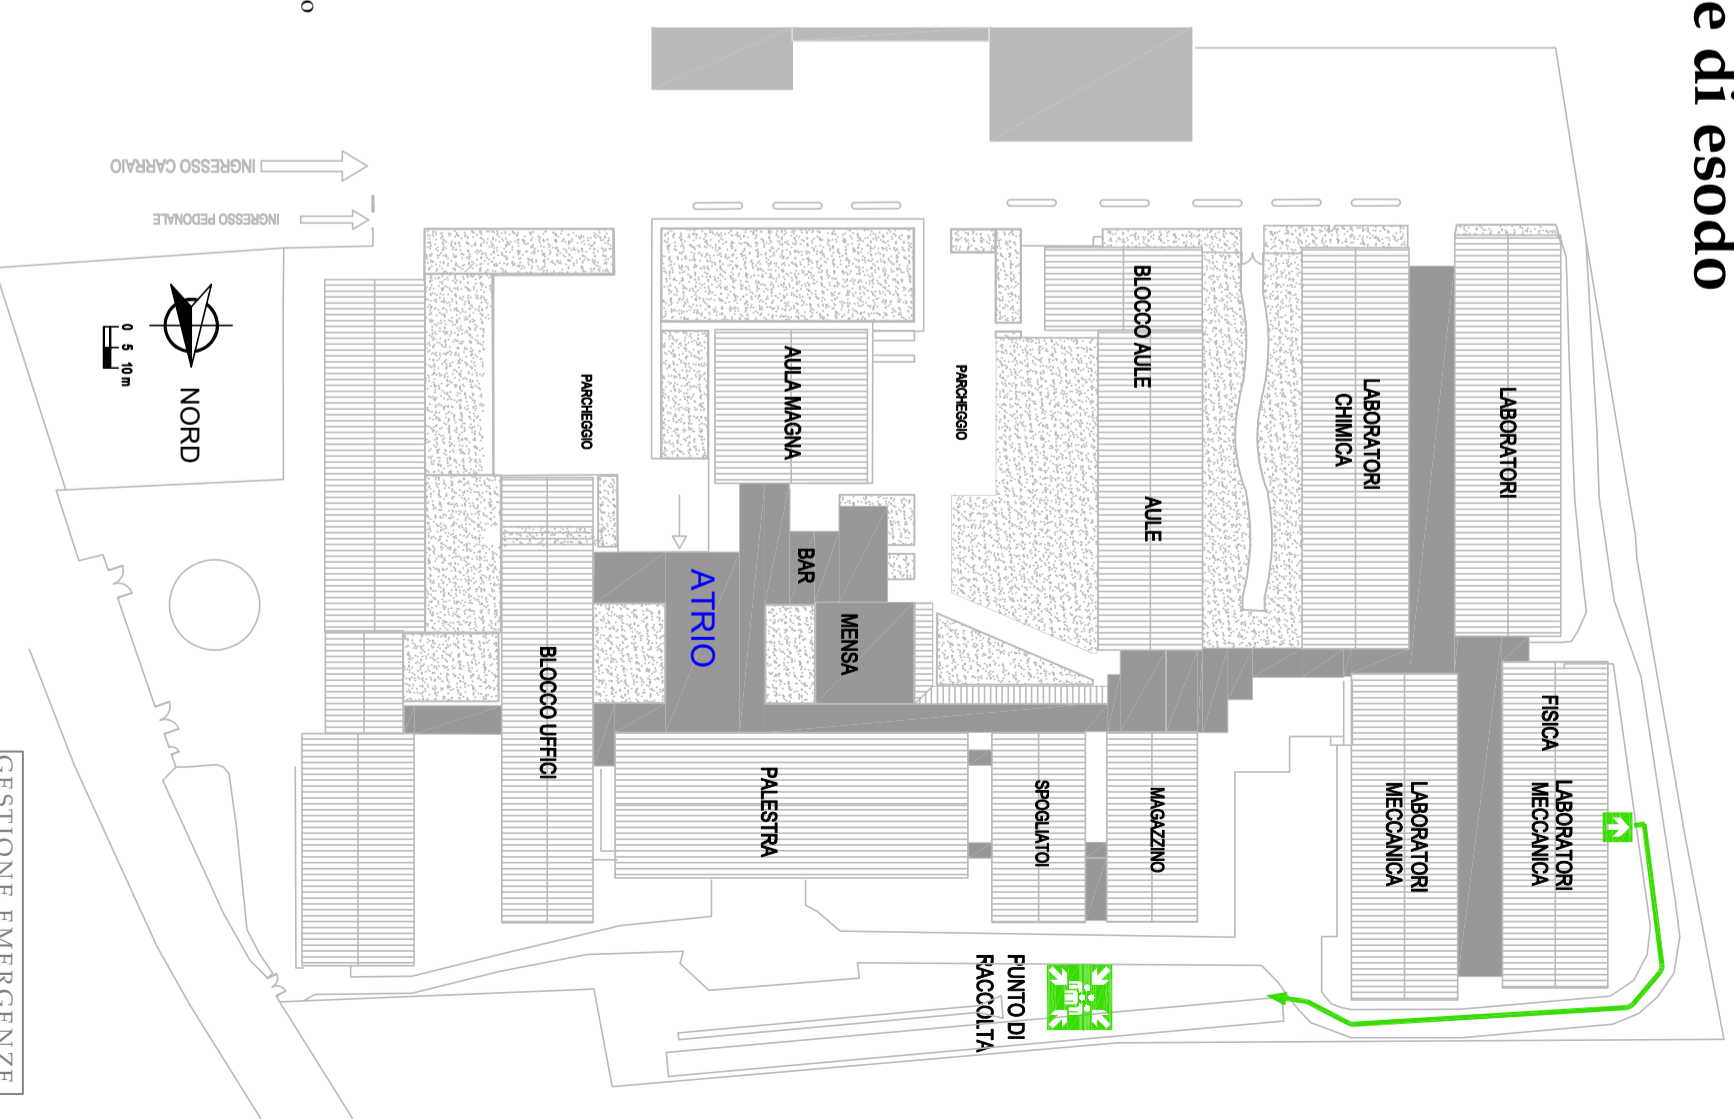 e di esodo
o
INGRESSO CARRAIO
INGRESSO PEDONALE
NORD
0 5 10m
PARCHEGGIO
AULA MAGNA
PARCHEGGIO
BLOCCO AULE
AULE
LABORATORI
CHIMICA
LABORATORI
BAR
ATRIO
MENSA
BLOCCO UFFICI
PALESTRA
SPOGLIATOI
MAGAZZINO
FISICA
LABORATORI
MECCANICA
LABORATORI
MECCANICA
PUNTO DI
RACCOLTA
GESTIONE EMERGENZE